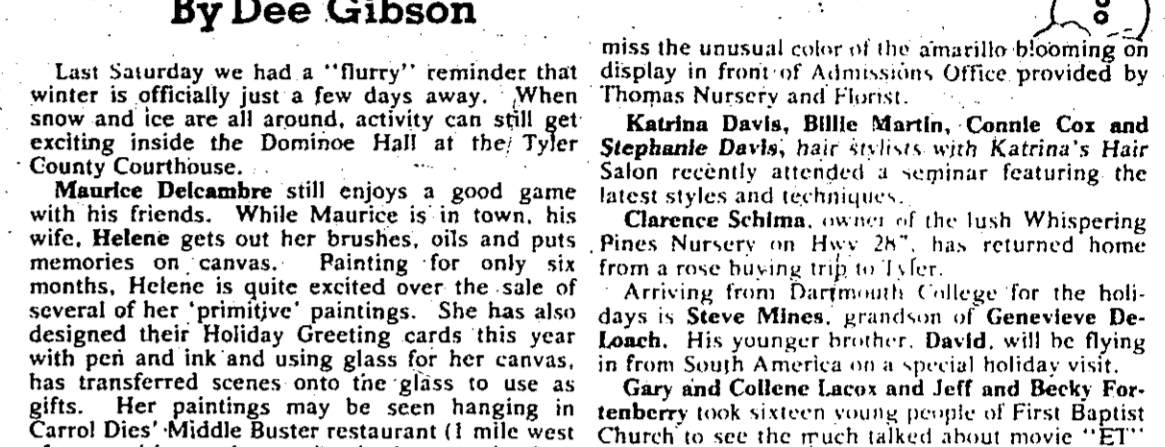 By Dee Gibson
Last Saturday we had a "flurry" reminder that
winter is officially just a few days away. When
snow and ice are all around, activity can still get
exciting inside the Dominoe Hall at the Tyler
County Courthouse.
Maurice Delcambre still enjoys a good game
with his friends. While Maurice is in town, his
wife, Helene gets out her brushes, oils and puts
memories on canvas. Painting for only six
months, Helene is quite excited over the sale of
several of her 'primitive' paintings. She has also
designed their Holiday Greeting cards this year
with pen and ink and using glass for her canvas,
has transferred scenes onto the glass to use as
gifts. Her paintings may be seen hanging in
Carrol Dies' Middle Buster restaurant (1 mile west
miss the unusual color of the amarillo blooming on
display in front of Admissions Office provided by
Thomas Nursery and Florist.
Katrina Davis, Billie Martin, Connie Cox and
Stephanie Davis, hair stylists with Katrina's Hair
Salon recently attended a seminar featuring the
latest styles and techniques.
Clarence Schima, owner of the lush Whispering
Pines Nursery on Hwy has returned home
from a rose buying trip to Tyler.
Arriving from Dartmouth College for the holi-
days is Steve Mines, grandson of Genevieve De-
Loach. His younger brother, David, will be flying
in from South America on a special holiday visit.
Gary and Collene Lacox and Jeff and Becky For-
tenberry took sixteen young people of First Baptist
Church to see the much talked about movie "ET"